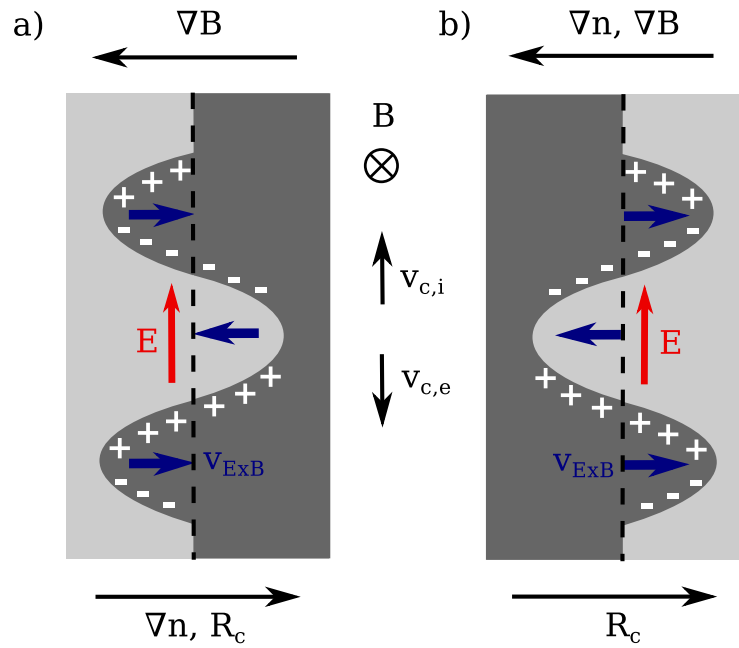 a)
∇B
b)
∇n, ∇B
B
v_c,i
E
v_c,e
E
v_ExB
v_ExB
∇n, R_c
R_c